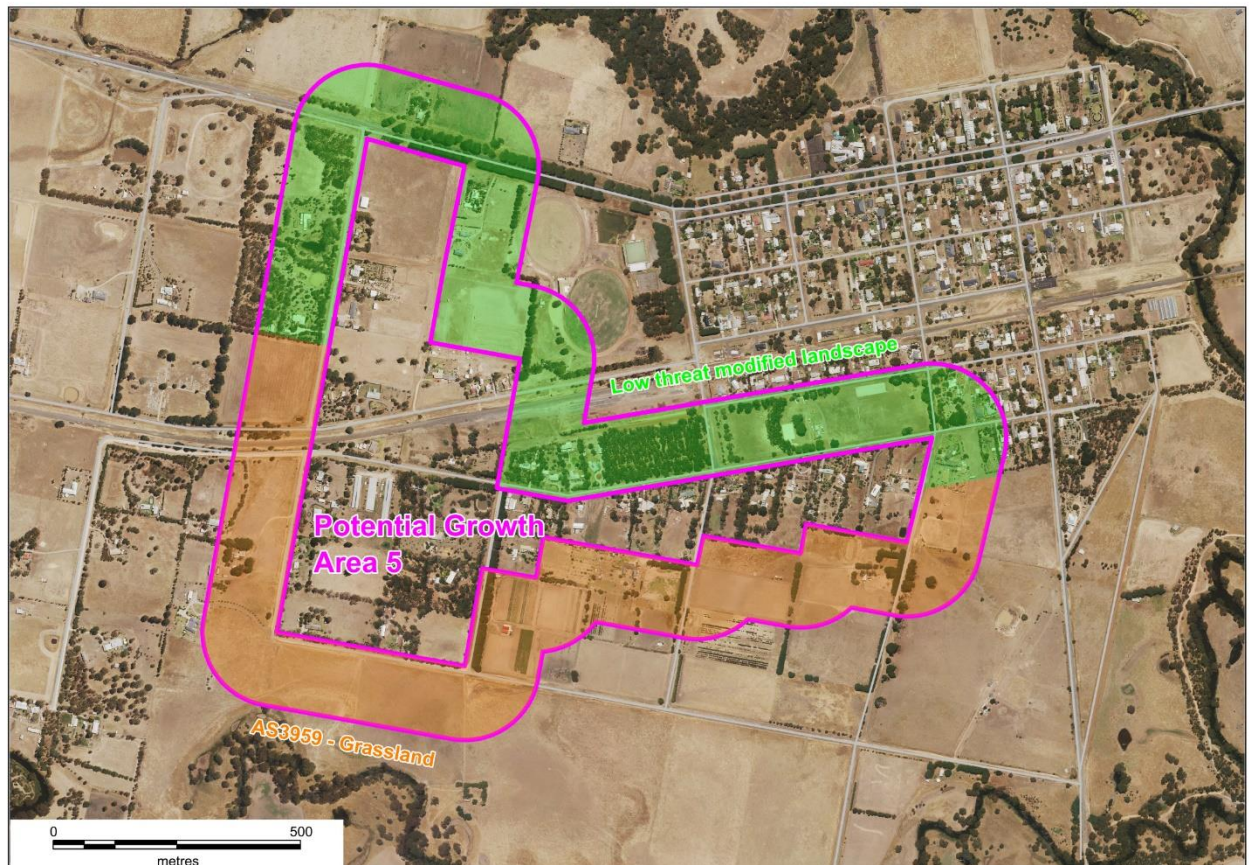 Low threat modified landscape
Potential Growth
Area 5
AS3959 - Grassland
0 500
metres